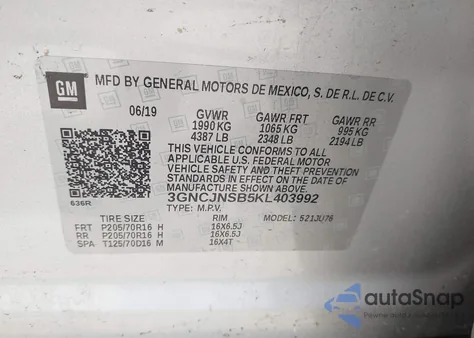 GM
MFD BY GENERAL MOTORS DE MEXICO, S. DE R.L. DE C.V.
06/19 GVWR GAWR FRT GAWR RR
1990 KG 1065 KG 995 KG
4387 LB 2348 LB 2194 LB
THIS VEHICLE CONFORMS TO ALL
APPLICABLE U.S. FEDERAL MOTOR
VEHICLE SAFETY AND THEFT PREVENTION
STANDARDS IN EFFECT ON THE DATE OF
MANUFACTURE SHOWN ABOVE.
636R 3GNCJNSB5KL403992
TYPE: M.P.V.
TIRE SIZE RIM MODEL: 521JU76
FRT P205/70R16 H 16X6.5J
RR P205/70R16 H 16X6.5J
SPA T125/70D16 M 16X4T
autoSnap